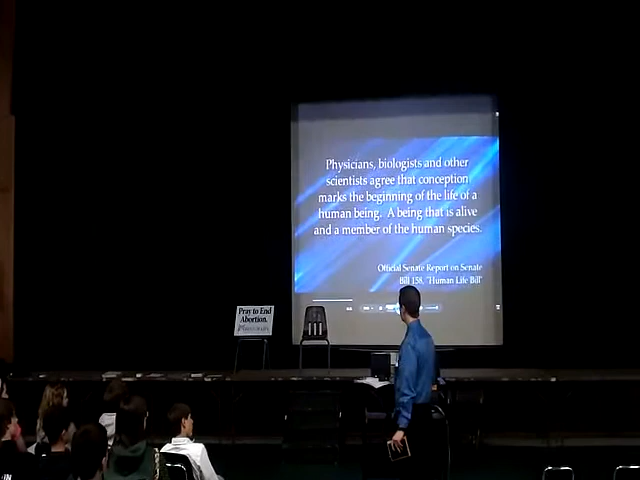 Physicians, biologists and other
scientists agree that conception
marks the beginning of the life of a
human being. A being that is alive
and a member of the human species.
Official Senate Report on Senate
Bill 158, "Human Life Bill"
Pray to End
Abortion.